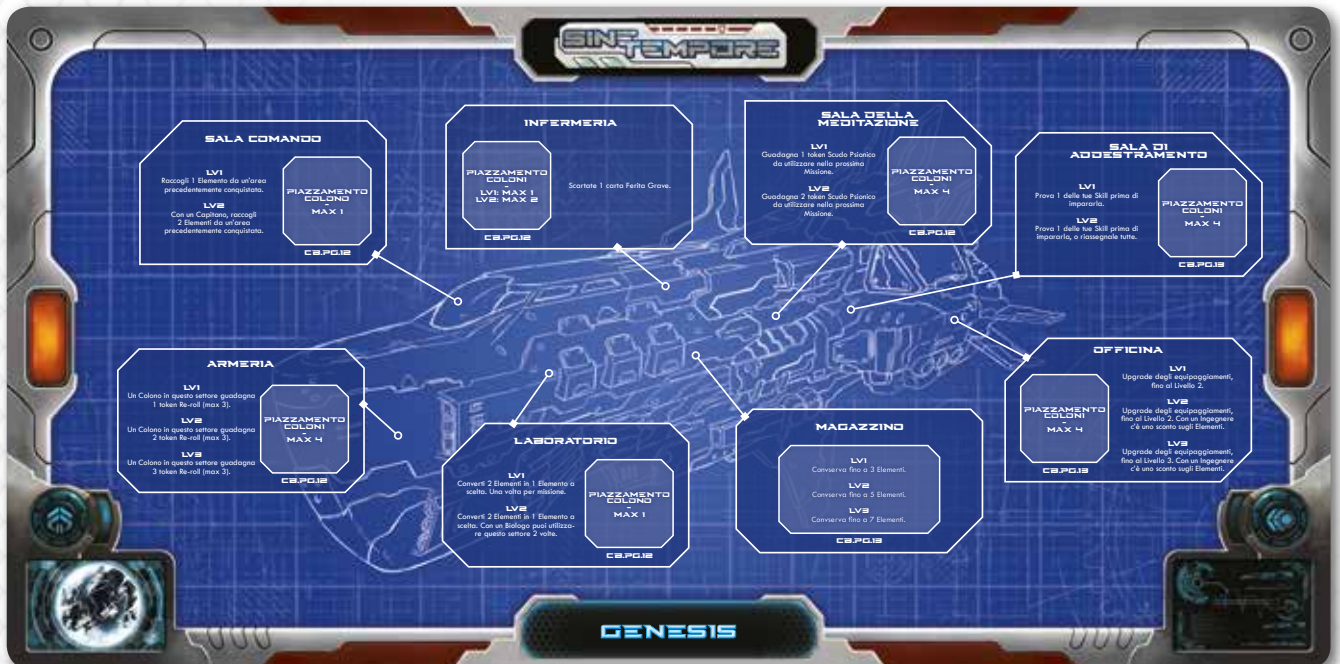 SINE
TEMPORE
SALA COMANDO
LV1
Raccogli 1 Elemento da un'area
precedentemente conquistata.
LV2
Con un Capitano, raccogli
2 Elementi da un'area
precedentemente conquistata.
PIAZZAMENTO
COLONO
-
MAX 1
CB.PG.12
INFERMERIA
PIAZZAMENTO
COLONI
-
LV1: MAX 1
LV2: MAX 2
CB.PG.12
Scartate 1 carta Ferita Grave.
SALA DELLA
MEDITAZIONE
LV1
Guadagna 1 token Scudo Psionico
da utilizzare nella prossima
Missione.
LV2
Guadagna 2 token Scudo Psionico
da utilizzare nella prossima
Missione.
PIAZZAMENTO
COLONI
-
MAX 4
CB.PG.12
SALA DI
ADDESTRAMENTO
LV1
Prova 1 delle tue Skill prima di
impararla.
LV2
Prova 1 delle tue Skill prima di
impararla, o riassegnale tutte.
PIAZZAMENTO
COLONI
-
MAX 4
CB.PG.13
ARMERIA
LV1
Un Colono in questo settore guadagna
1 token Re-roll (max 3).
LV2
Un Colono in questo settore guadagna
2 token Re-roll (max 3).
LV3
Un Colono in questo settore guadagna
3 token Re-roll (max 3).
PIAZZAMENTO
COLONI
-
MAX 4
CB.PG.12
LABORATORIO
LV1
Converti 2 Elementi in 1 Elemento a
scelta. Una volta per missione.
LV2
Converti 2 Elementi in 1 Elemento a
scelta. Con un Biologo puoi utilizza-
re questo settore 2 volte.
PIAZZAMENTO
COLONO
-
MAX 1
CB.PG.12
MAGAZZINO
LV1
Convserva fino a 3 Elementi.
LV2
Convserva fino a 5 Elementi.
LV3
Convserva fino a 7 Elementi.
CB.PG.13
OFFICINA
PIAZZAMENTO
COLONI
-
MAX 4
CB.PG.13
LV1
Upgrade degli equipaggiamenti,
fino al Livello 2.
LV2
Upgrade degli equipaggiamenti,
fino al Livello 2. Con un Ingegnere
c'è uno sconto sugli Elementi.
LV3
Upgrade degli equipaggiamenti,
fino al Livello 3. Con un Ingegnere
c'è uno sconto sugli Elementi.
GENESIS